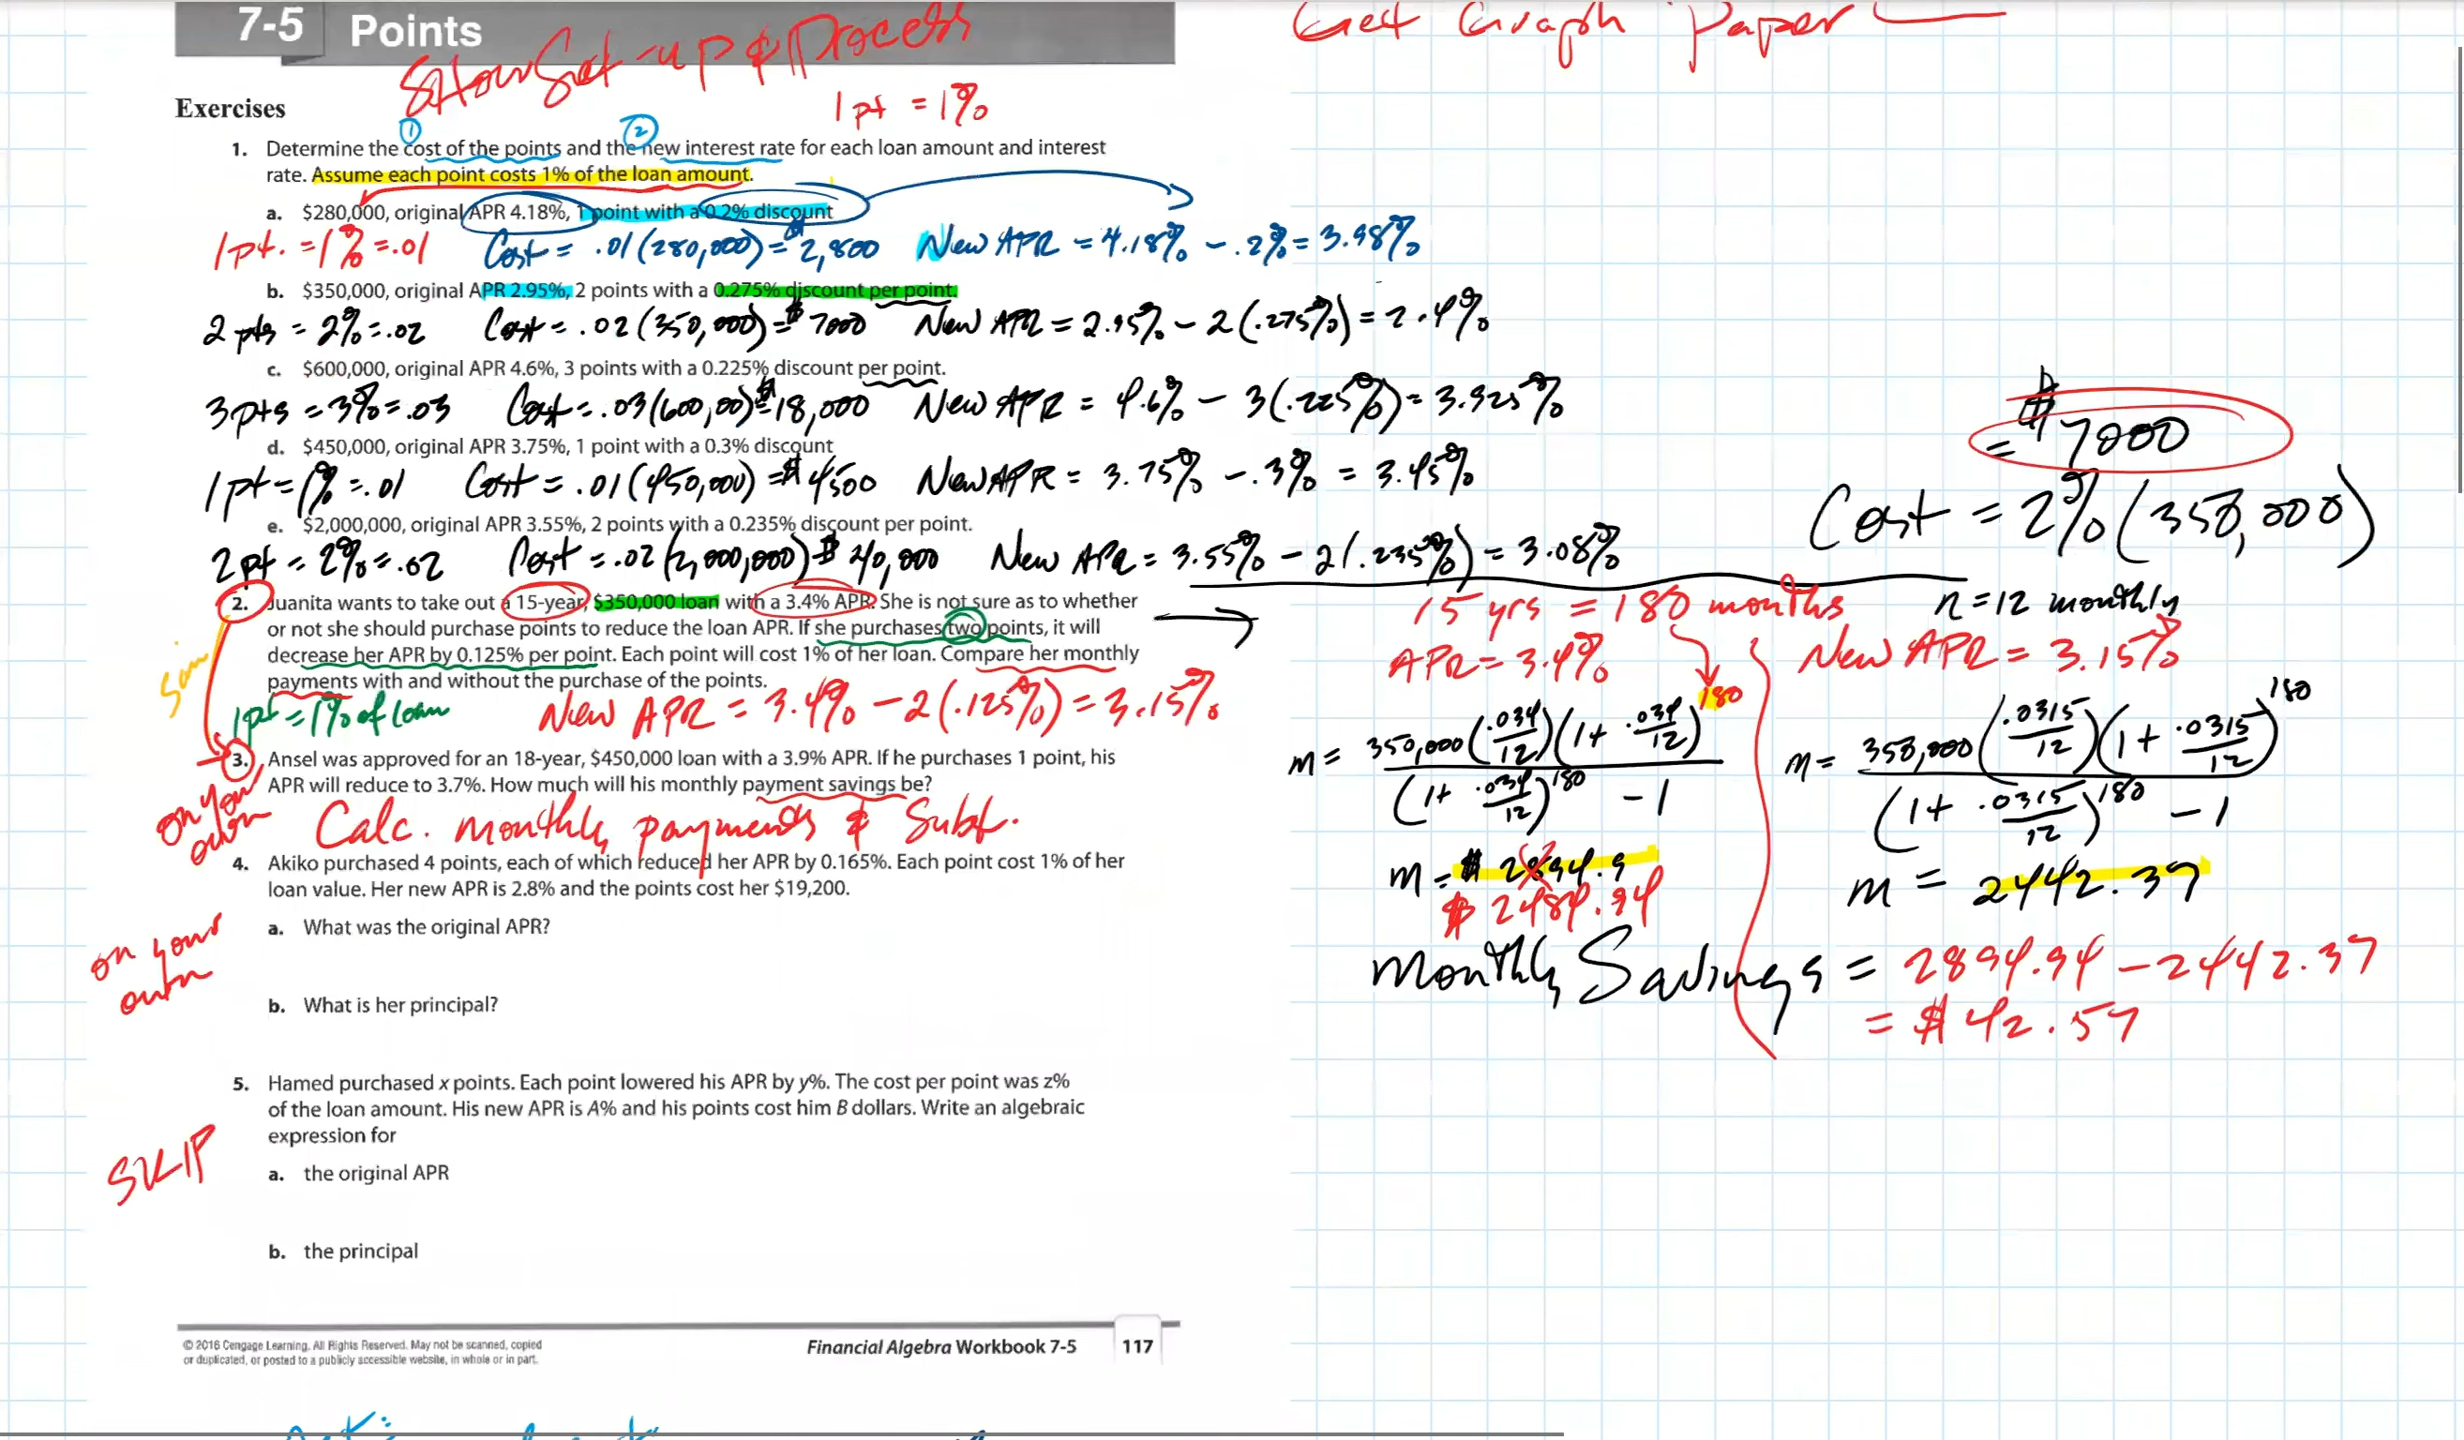 7-5 Points
Show Set-up & Process
Get Graph Paper
Exercises
1 pt = 1%
① ②
1. Determine the cost of the points and the new interest rate for each loan amount and interest
rate. Assume each point costs 1% of the loan amount.
a. $280,000, original APR 4.18%, 1 point with a 0.2% discount
1pt. = 1% = .01 Cost = .01(280,000) = $2,800 New APR = 4.18% - .2% = 3.98%
b. $350,000, original APR 2.95%, 2 points with a 0.275% discount per point.
2 pts = 2% = .02 Cost = .02(350,000) = $7000 New APR = 2.95% - 2(.275%) = 2.4%
c. $600,000, original APR 4.6%, 3 points with a 0.225% discount per point.
3pts = 3% = .03 Cost = .03(600,00) = $18,000 New APR = 4.6% - 3(.225%) = 3.925%
d. $450,000, original APR 3.75%, 1 point with a 0.3% discount
1pt = 1% = .01 Cost = .01(450,000) = $4500 New APR = 3.75% - .3% = 3.45%
e. $2,000,000, original APR 3.55%, 2 points with a 0.235% discount per point.
2pt = 2% = .02 Cost = .02(2,000,000) = $40,000 New APR = 3.55% - 2(.235%) = 3.08%
2. Juanita wants to take out a 15-year, $350,000 loan with a 3.4% APR. She is not sure as to whether
or not she should purchase points to reduce the loan APR. If she purchases two points, it will
decrease her APR by 0.125% per point. Each point will cost 1% of her loan. Compare her monthly
payments with and without the purchase of the points.
1pt = 1% of loan New APR = 3.4% - 2(.125%) = 3.15%
3. Ansel was approved for an 18-year, $450,000 loan with a 3.9% APR. If he purchases 1 point, his
APR will reduce to 3.7%. How much will his monthly payment savings be?
on your
own
Calc. monthly payments & Subt.
4. Akiko purchased 4 points, each of which reduced her APR by 0.165%. Each point cost 1% of her
loan value. Her new APR is 2.8% and the points cost her $19,200.
a. What was the original APR?
on your
own
b. What is her principal?
5. Hamed purchased x points. Each point lowered his APR by y%. The cost per point was z%
of the loan amount. His new APR is A% and his points cost him B dollars. Write an algebraic
expression for
SKIP
a. the original APR
b. the principal
© 2016 Cengage Learning. All Rights Reserved. May not be scanned, copied
or duplicated, or posted to a publicly accessible website, in whole or in part.
Financial Algebra Workbook 7-5 117
= $7000
Cost = 2%(350,000)
15 yrs = 180 months n = 12 monthly
APR = 3.4% New APR = 3.15%
m = 350,000(.034/12)(1 + .034/12)^180 / (1 + .034/12)^180 - 1
m = 350,000(.0315/12)(1 + .0315/12)^180 / (1 + .0315/12)^180 - 1
m = $2894.9
$2484.94
m = 2442.37
Monthly Savings = 2894.94 - 2442.37
= $42.57